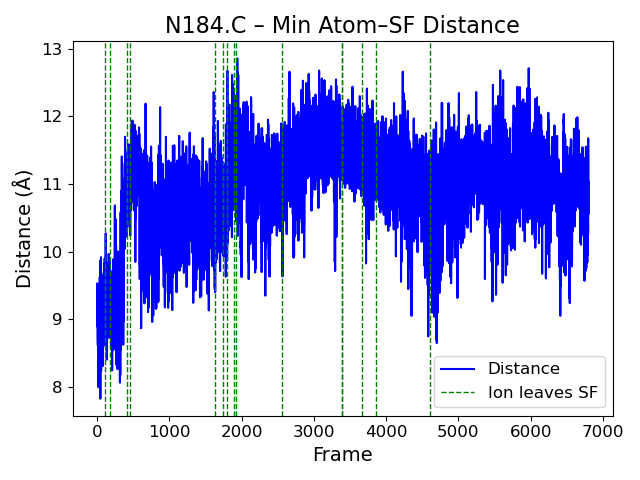 N184.C – Min Atom–SF Distance
13
12
11
10
9
8
Distance (Å)
0 1000 2000 3000 4000 5000 6000 7000
Frame
Distance
Ion leaves SF